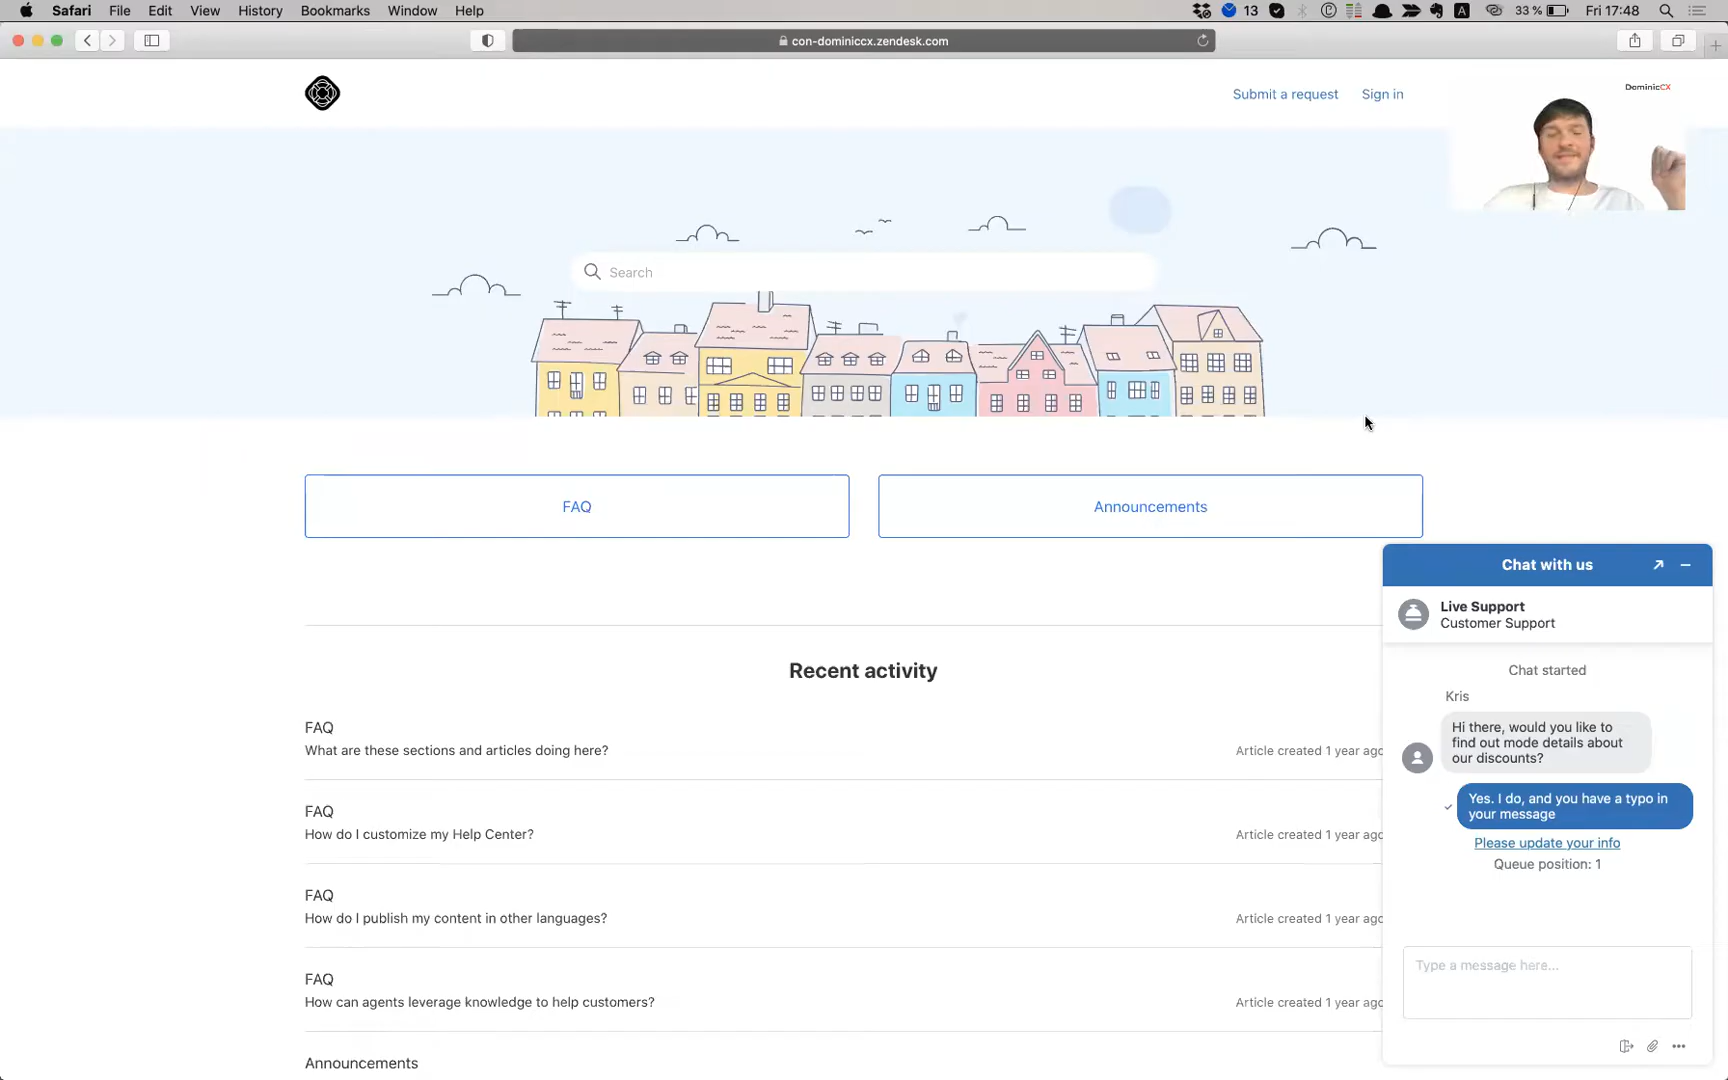 Safari File Edit View History Bookmarks Window Help 13 A 33 % Fri 17:48
con-dominiccx.zendesk.com
Submit a request Sign in
DominicCX
Search
FAQ Announcements
Recent activity
FAQ
What are these sections and articles doing here? Article created 1 year ago
FAQ
How do I customize my Help Center? Article created 1 year ago
FAQ
How do I publish my content in other languages? Article created 1 year ago
FAQ
How can agents leverage knowledge to help customers? Article created 1 year ago
Announcements
Chat with us
Live Support
Customer Support
Chat started
Kris
Hi there, would you like to
find out mode details about
our discounts?
Yes. I do, and you have a typo in
your message
Please update your info
Queue position: 1
Type a message here...